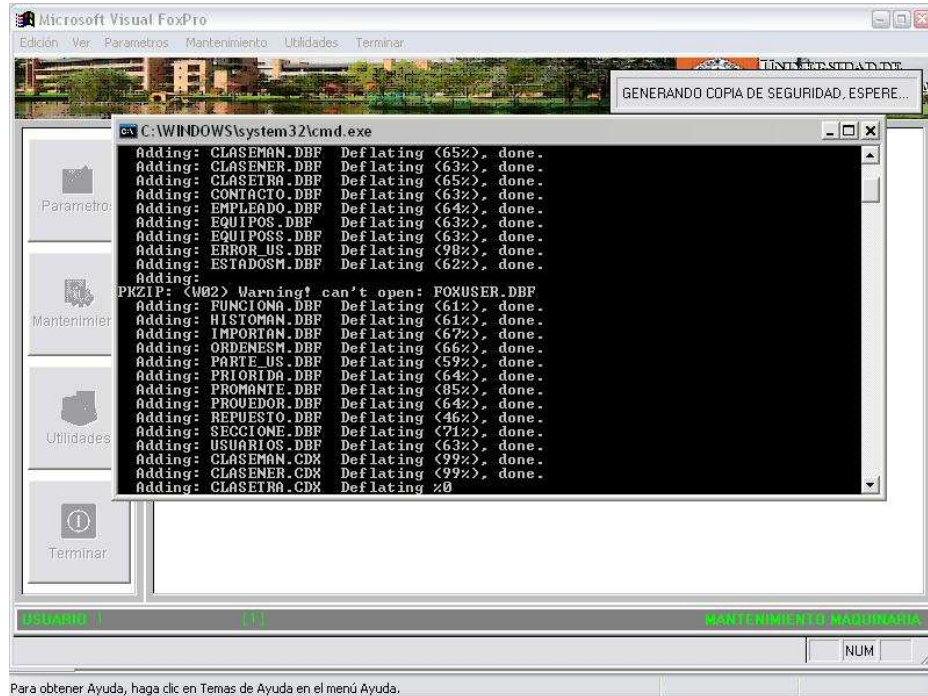 Microsoft Visual FoxPro
Edición Ver Parametros Mantenimiento Utilidades Terminar
GENERANDO COPIA DE SEGURIDAD, ESPERE...
C:\WINDOWS\system32\cmd.exe
Adding: CLASEMAN.DBF Deflating (65%), done.
Adding: CLASENER.DBF Deflating (63%), done.
Adding: CLASETRA.DBF Deflating (65%), done.
Adding: CONTACTO.DBF Deflating (63%), done.
Adding: EMPLEADO.DBF Deflating (64%), done.
Adding: EQUIPOS.DBF Deflating (63%), done.
Adding: EQUIPOSS.DBF Deflating (63%), done.
Adding: ERROR_US.DBF Deflating (98%), done.
Adding: ESTADOSM.DBF Deflating (62%), done.
Adding:
PKZIP: (W02) Warning! can't open: FOXUSER.DBF
Adding: FUNCIONA.DBF Deflating (61%), done.
Adding: HISTOMAN.DBF Deflating (61%), done.
Adding: IMPORTAN.DBF Deflating (67%), done.
Adding: ORDENESM.DBF Deflating (66%), done.
Adding: PARTE_US.DBF Deflating (59%), done.
Adding: PRIORIDA.DBF Deflating (64%), done.
Adding: PROMANTE.DBF Deflating (85%), done.
Adding: PROVEDOR.DBF Deflating (64%), done.
Adding: REPUESTO.DBF Deflating (46%), done.
Adding: SECCIONE.DBF Deflating (71%), done.
Adding: USUARIOS.DBF Deflating (63%), done.
Adding: CLASEMAN.CDX Deflating (99%), done.
Adding: CLASENER.CDX Deflating (99%), done.
Adding: CLASETRA.CDX Deflating %0
Parametros
Mantenimier
Utilidades
Terminar
USUARIO 1 [1] MANTENIMIENTO MAQUINARIA
NUM
Para obtener Ayuda, haga clic en Temas de Ayuda en el menú Ayuda.